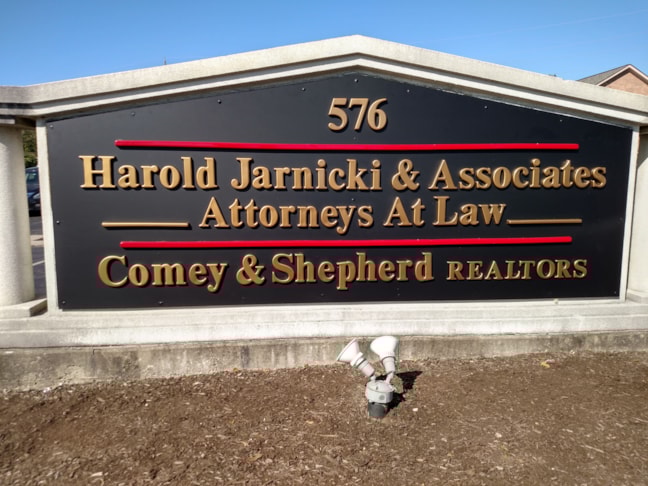 576
Harold Jarnicki & Associates
Attorneys At Law
Comey & Shepherd REALTORS